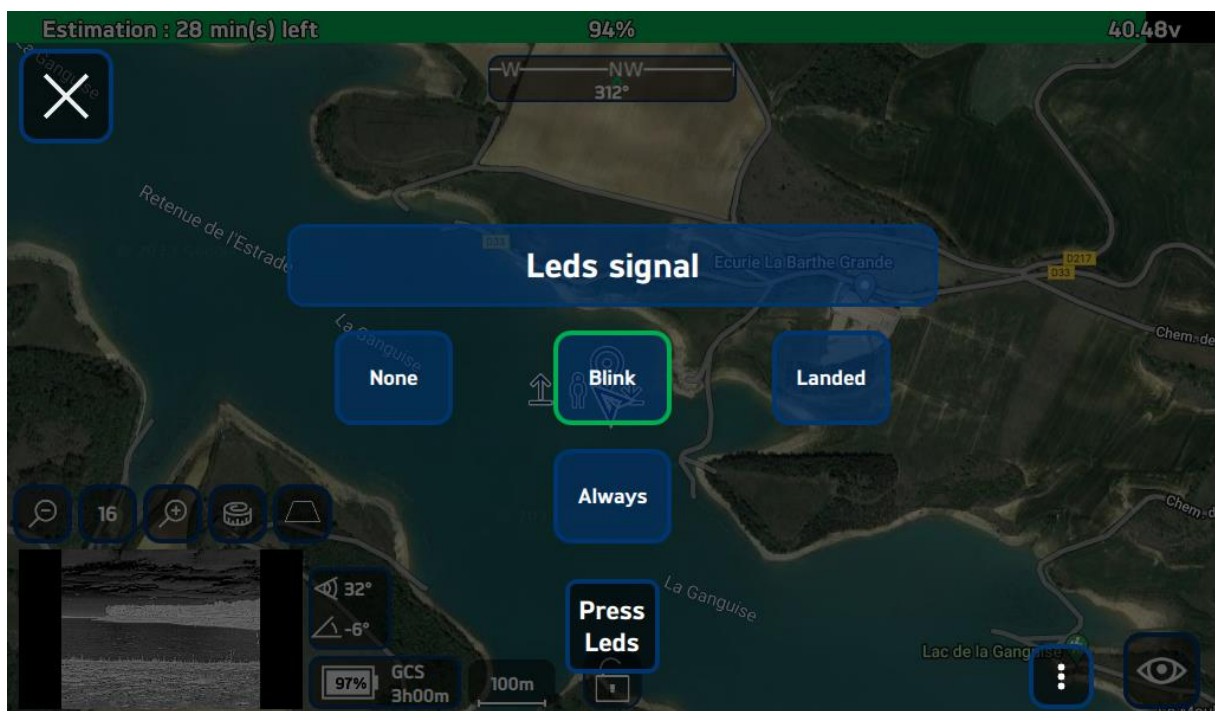 Estimation : 28 min(s) left
94%
40.48v
La Ganguise
W NW
312°
Retenue de l'Estrade
D33
Leds signal
Ecurie La Barthe Grande
D217
D33
La Ganguise
Chem. de
None
Blink
Landed
Always
16
Chem. d
32°
-6°
La Ganguise
Press
Leds
Lac de la Ganguise
97%
GCS
3h00m
100m